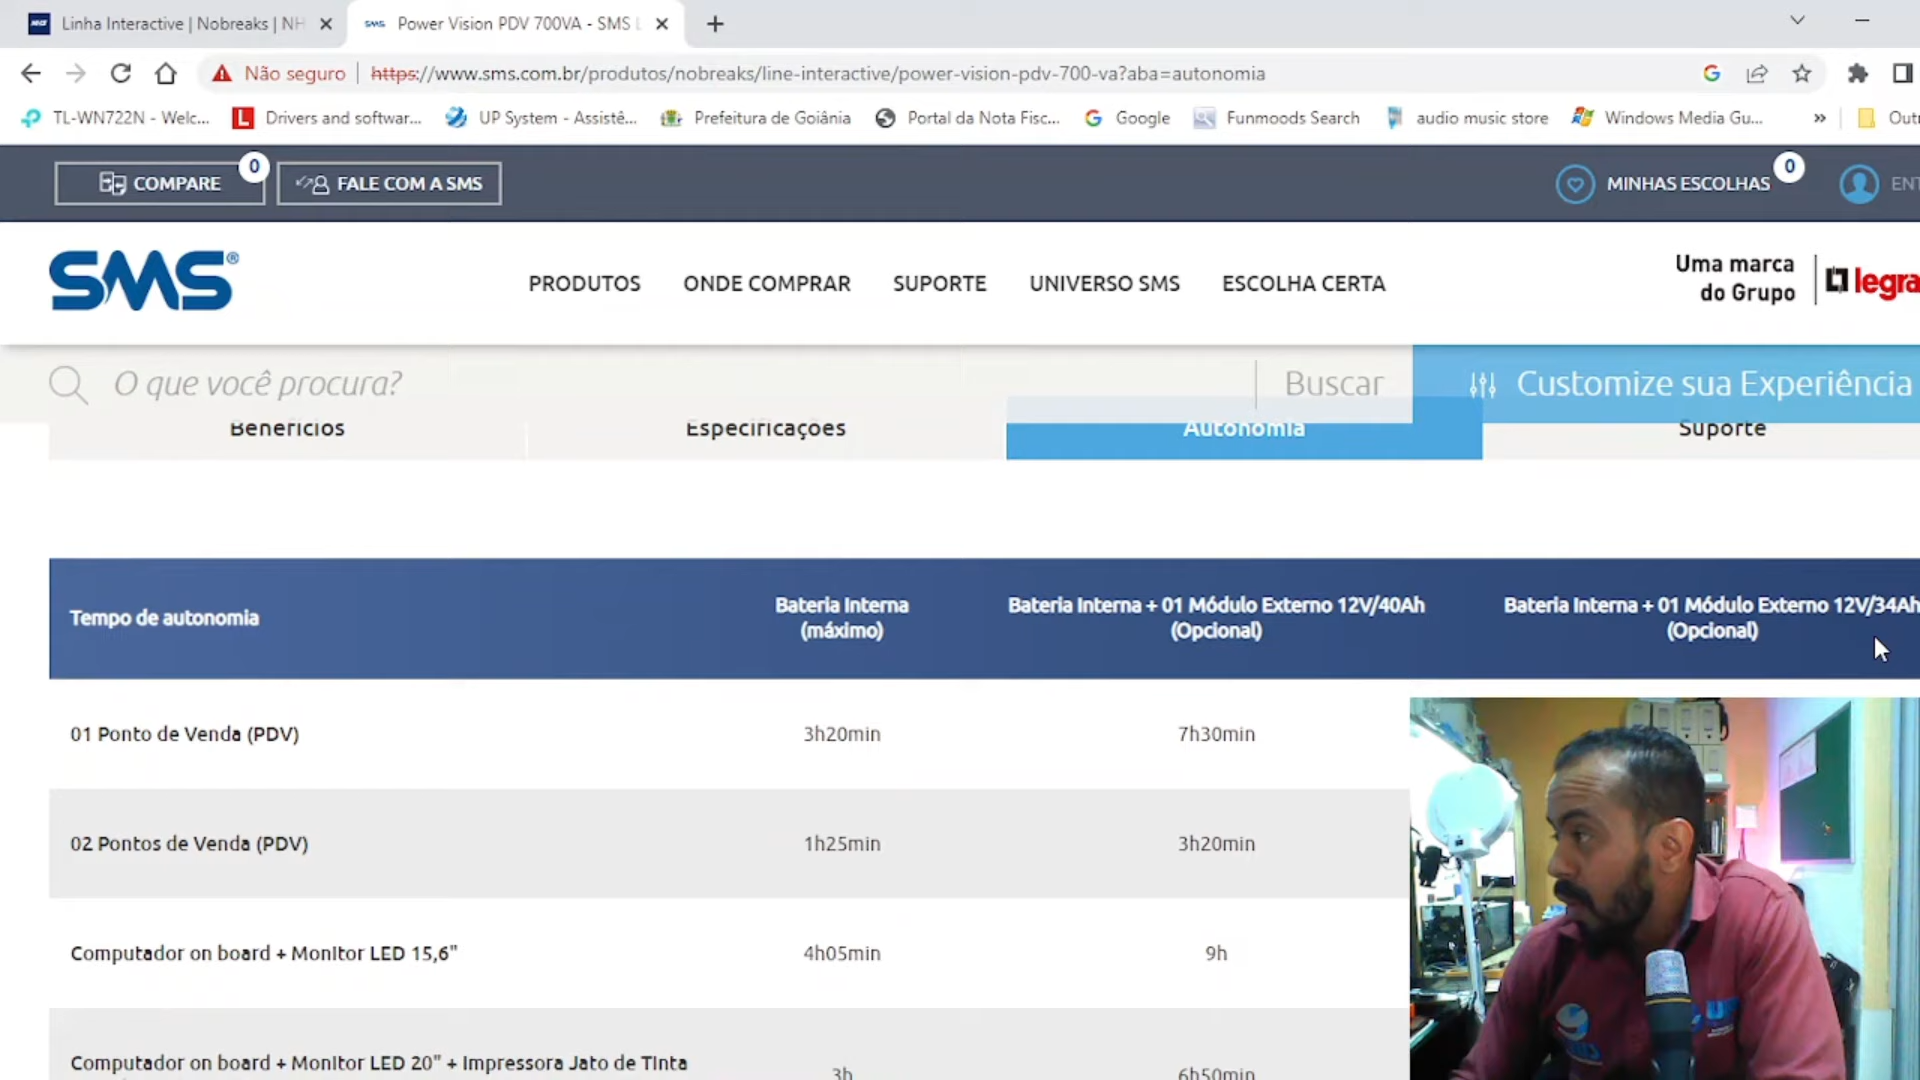 Linha Interactive | Nobreaks | NH
Power Vision PDV 700VA - SMS L
Não seguro
https://www.sms.com.br/produtos/nobreaks/line-interactive/power-vision-pdv-700-va?aba=autonomia
TL-WN722N - Welc...
Drivers and softwar...
UP System - Assistê...
Prefeitura de Goiânia
Portal da Nota Fisc...
Google
Funmoods Search
audio music store
Windows Media Gu...
»
Outr
COMPARE
0
FALE COM A SMS
MINHAS ESCOLHAS
0
ENT
SMS®
PRODUTOS
ONDE COMPRAR
SUPORTE
UNIVERSO SMS
ESCOLHA CERTA
Uma marca
do Grupo
legra
O que você procura?
Buscar
Customize sua Experiência
Benefícios
Especificações
Autonomia
Suporte
Tempo de autonomia
Bateria Interna
(máximo)
Bateria Interna + 01 Módulo Externo 12V/40Ah
(Opcional)
Bateria Interna + 01 Módulo Externo 12V/34Ah
(Opcional)
01 Ponto de Venda (PDV)
3h20min
7h30min
02 Pontos de Venda (PDV)
1h25min
3h20min
Computador on board + Monitor LED 15,6"
4h05min
9h
Computador on board + Monitor LED 20" + Impressora Jato de Tinta
3h
6h50min